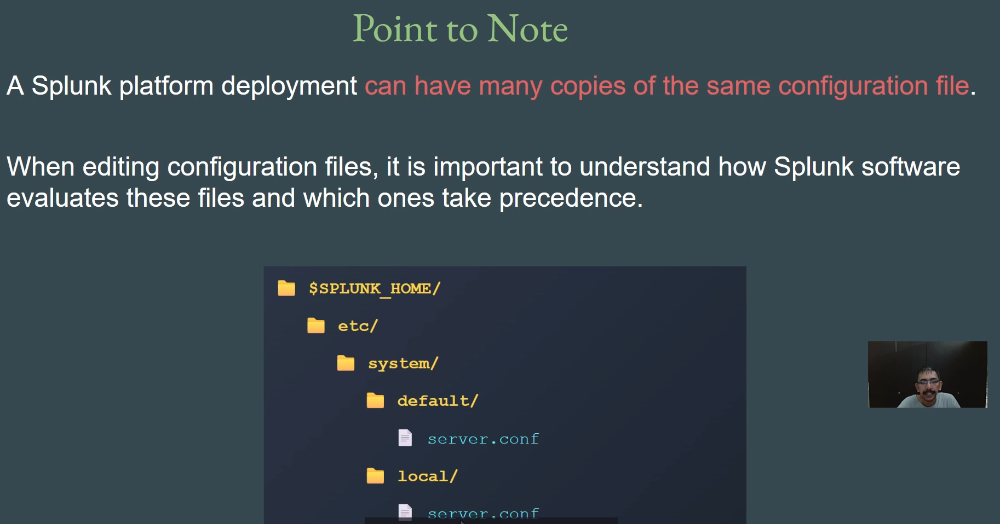 Point to Note
A Splunk platform deployment can have many copies of the same configuration file.
When editing configuration files, it is important to understand how Splunk software
evaluates these files and which ones take precedence.
$SPLUNK_HOME/
etc/
system/
default/
server.conf
local/
server.conf